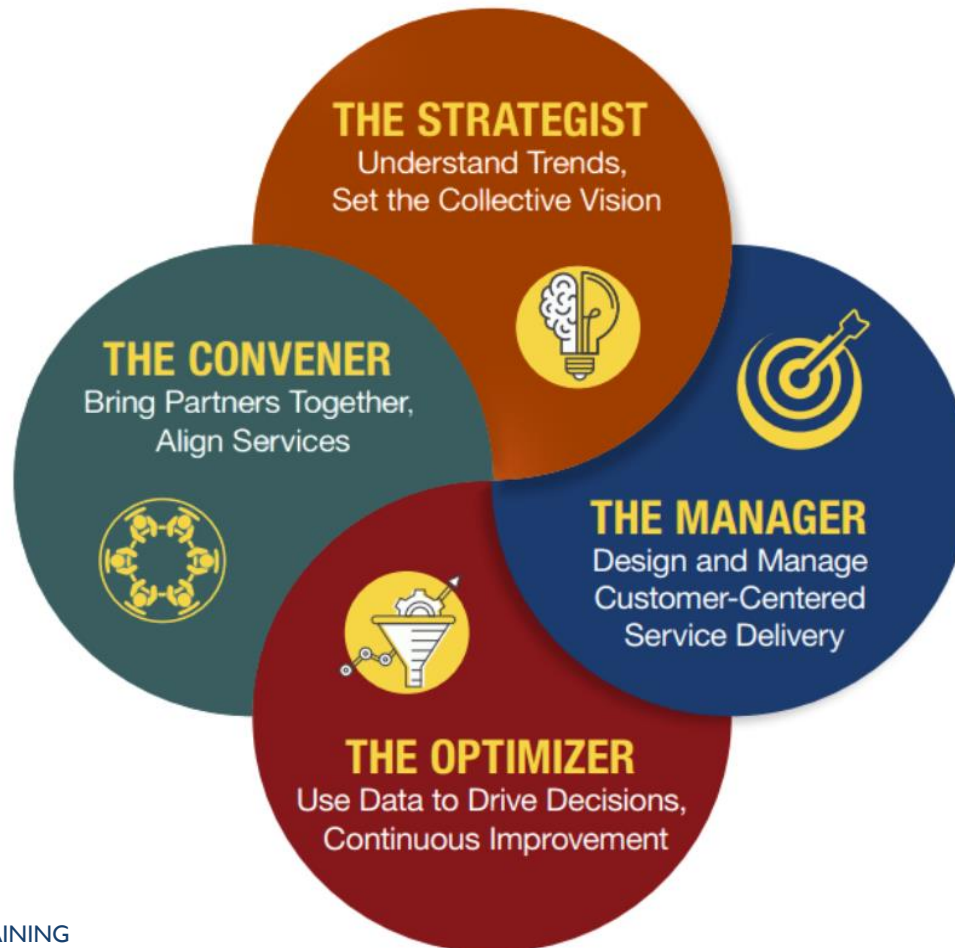 THE STRATEGIST
Understand Trends,
Set the Collective Vision
THE CONVENER
Bring Partners Together,
Align Services
THE MANAGER
Design and Manage
Customer-Centered
Service Delivery
THE OPTIMIZER
Use Data to Drive Decisions,
Continuous Improvement